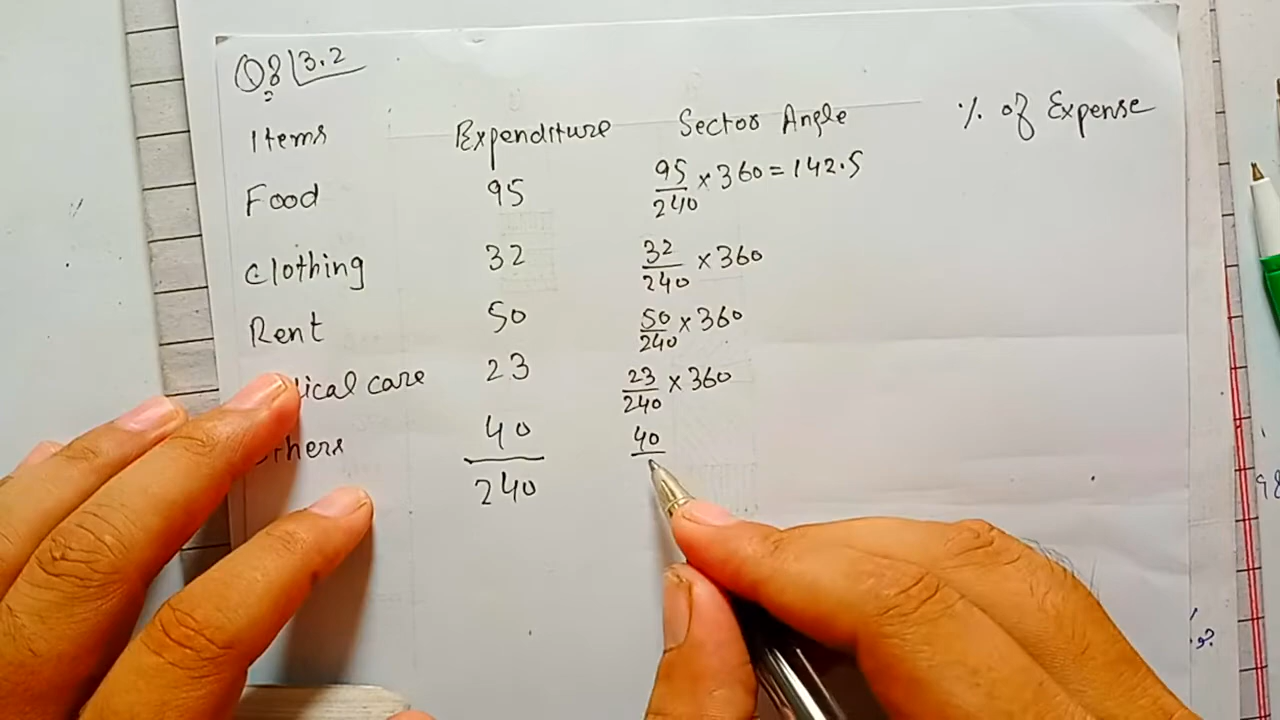 Q8 3.2
Items Expenditure Sector Angle % of Expense
Food 95 95/240 × 360 = 142.5
Clothing 32 32/240 × 360
Rent 50 50/240 × 360
ical care 23 23/240 × 360
thers 40 40
240